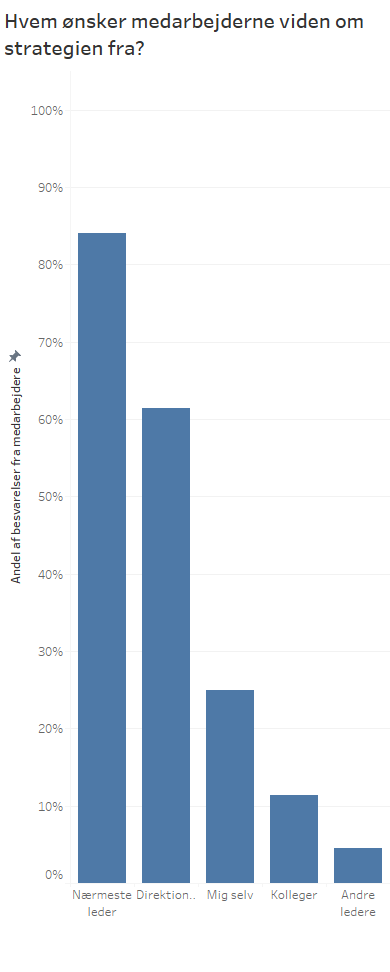 Hvem ønsker medarbejderne viden om
strategien fra?
100%
90%
80%
70%
60%
50%
40%
30%
20%
10%
0%
Andel af besvarelser fra medarbejdere
Nærmeste
leder
Direktion..
Mig selv
Kolleger
Andre
ledere